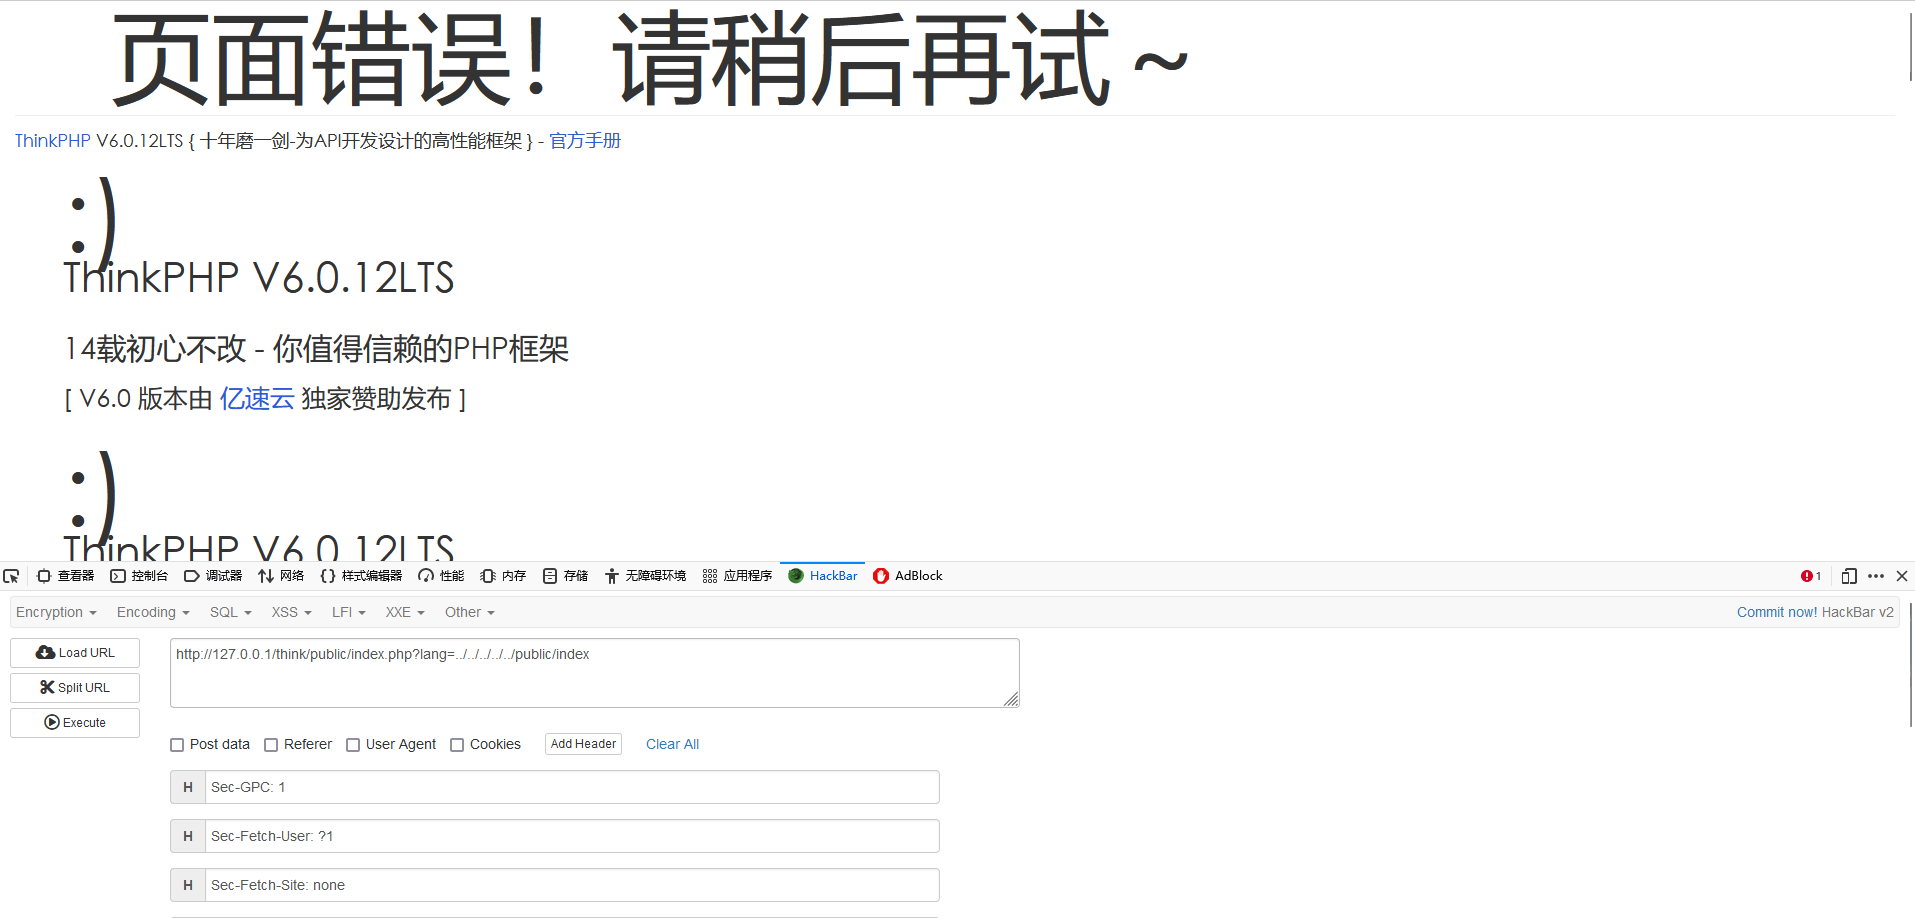 页面错误！请稍后再试～
ThinkPHP V6.0.12LTS { 十年磨一剑-为API开发设计的高性能框架 } - 官方手册
:)
ThinkPHP V6.0.12LTS
14载初心不改 - 你值得信赖的PHP框架
[ V6.0 版本由 亿速云 独家赞助发布 ]
:)
ThinkPHP V6.0.12LTS
查看器 控制台 调试器 网络 样式编辑器 性能 内存 存储 无障碍环境 应用程序 HackBar AdBlock 1
Encryption Encoding SQL XSS LFI XXE Other Commit now! HackBar v2
Load URL http://127.0.0.1/think/public/index.php?lang=../../../../../public/index
Split URL
Execute
Post data Referer User Agent Cookies Add Header Clear All
H Sec-GPC: 1
H Sec-Fetch-User: ?1
H Sec-Fetch-Site: none